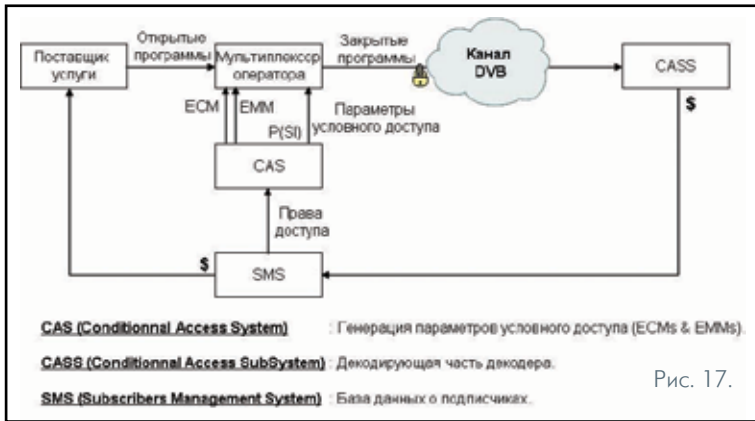 Поставщик
услуги
Открытые
программы
Мультиплексср
оператора
Закрытые
программы
Канал
DVB
CASS
$
ECM
EMM
P(SI)
Параметры
условного доступа
CAS
Права
доступа
$
SMS
CAS (Conditionnal Access System) : Генерация параметров условного доступа (ECMs & EMMs).
CASS (Conditionnal Access SubSystem) : Декодирующая часть декодера.
SMS (Subscribers Management System) : База данных о подписчиках.
Рис. 17.